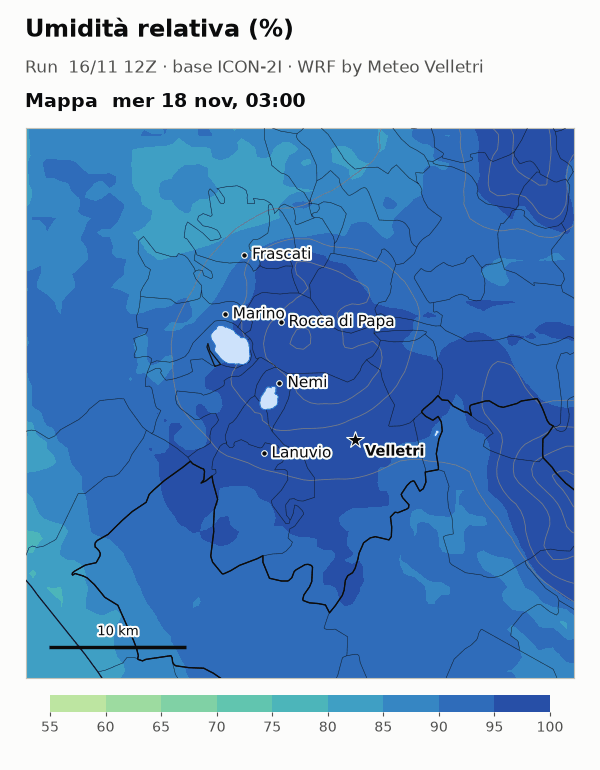 Umidità relativa (%)
Run  16/11 12Z · base ICON-2I · WRF by Meteo Velletri
Mappa  mer 18 nov, 03:00
Frascati
Marino
Rocca di Papa
Nemi
Velletri
Lanuvio
10 km
55 60 65 70 75 80 85 90 95 100